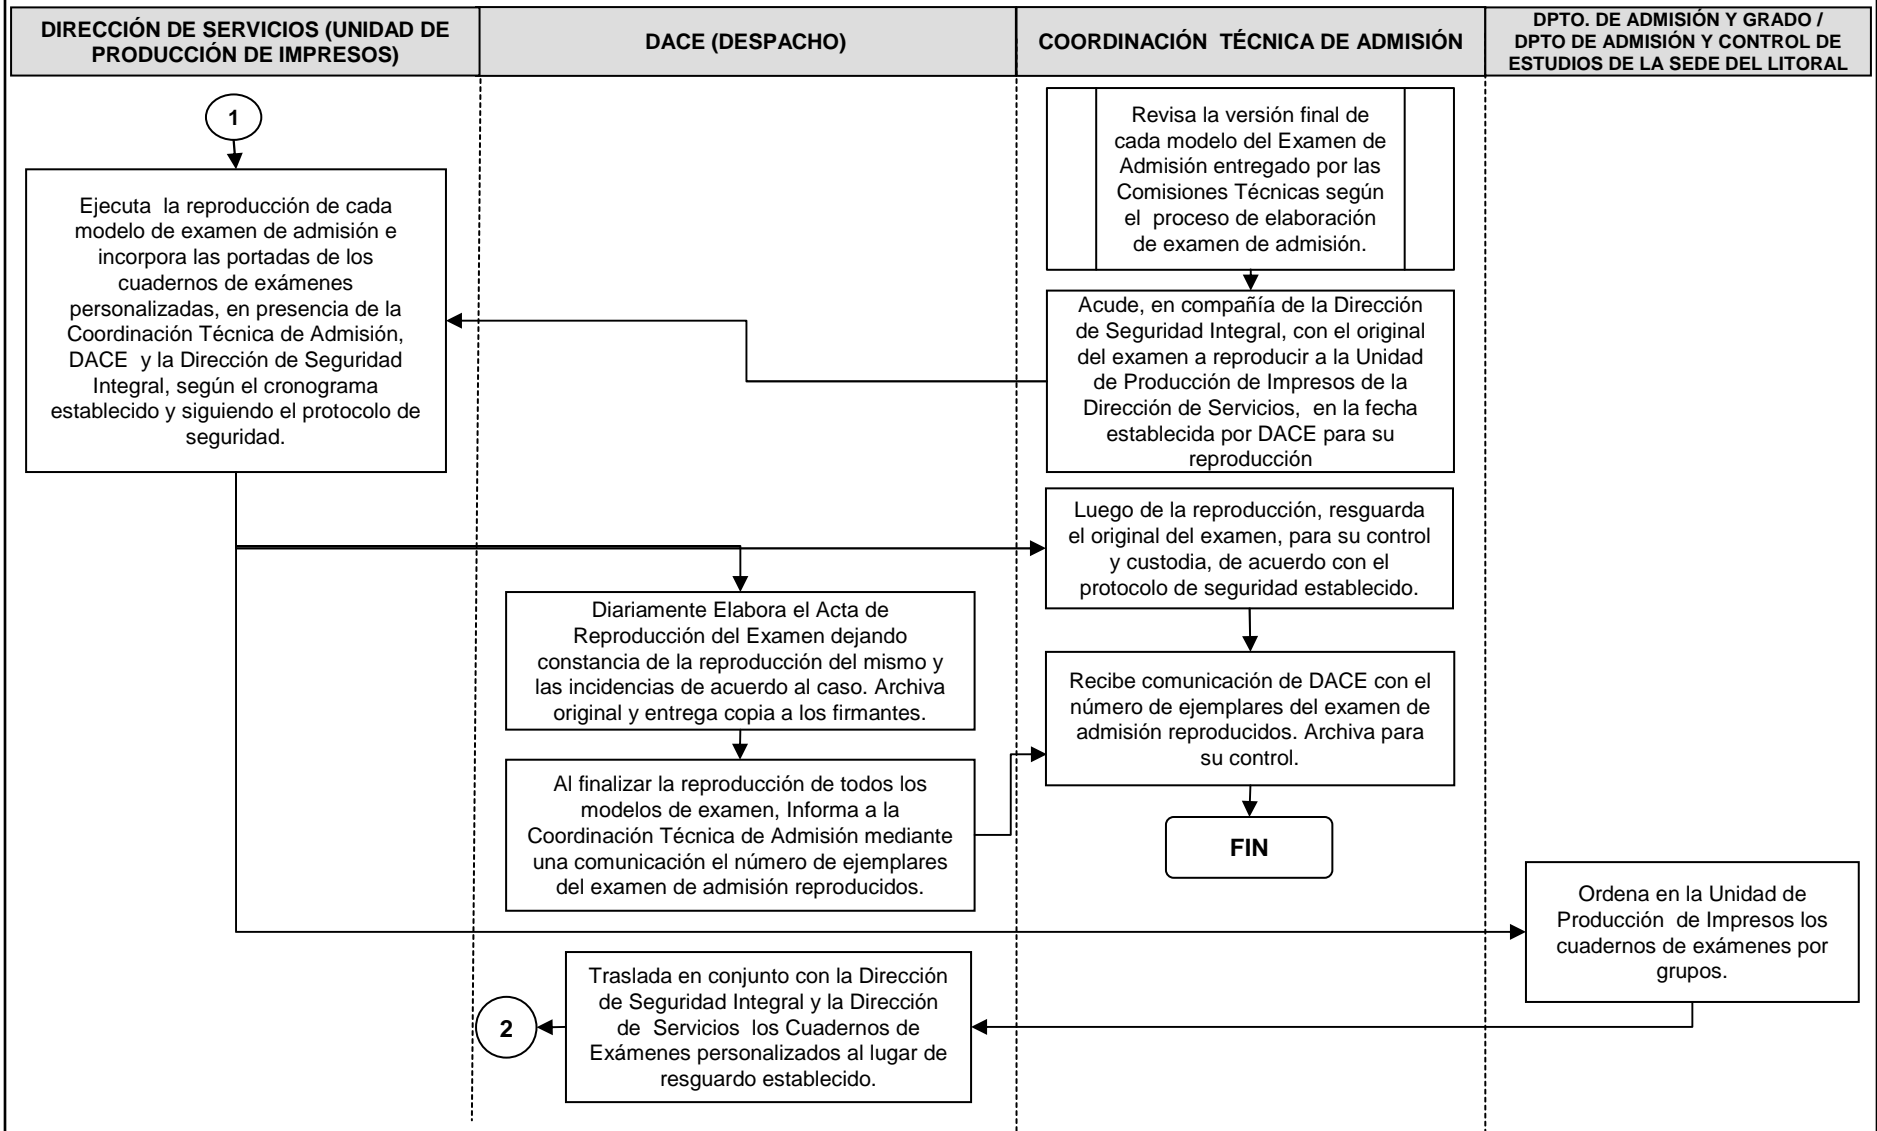 DIRECCIÓN DE SERVICIOS (UNIDAD DE
PRODUCCIÓN DE IMPRESOS)
DACE (DESPACHO)
COORDINACIÓN TÉCNICA DE ADMISIÓN
DPTO. DE ADMISIÓN Y GRADO /
DPTO DE ADMISIÓN Y CONTROL DE
ESTUDIOS DE LA SEDE DEL LITORAL
1
Ejecuta la reproducción de cada
modelo de examen de admisión e
incorpora las portadas de los
cuadernos de exámenes
personalizadas, en presencia de la
Coordinación Técnica de Admisión,
DACE y la Dirección de Seguridad
Integral, según el cronograma
establecido y siguiendo el protocolo de
seguridad.
Revisa la versión final de
cada modelo del Examen de
Admisión entregado por las
Comisiones Técnicas según
el proceso de elaboración
de examen de admisión.
Acude, en compañía de la Dirección
de Seguridad Integral, con el original
del examen a reproducir a la Unidad
de Producción de Impresos de la
Dirección de Servicios, en la fecha
establecida por DACE para su
reproducción
Luego de la reproducción, resguarda
el original del examen, para su control
y custodia, de acuerdo con el
protocolo de seguridad establecido.
Diariamente Elabora el Acta de
Reproducción del Examen dejando
constancia de la reproducción del mismo y
las incidencias de acuerdo al caso. Archiva
original y entrega copia a los firmantes.
Recibe comunicación de DACE con el
número de ejemplares del examen de
admisión reproducidos. Archiva para
su control.
Al finalizar la reproducción de todos los
modelos de examen, Informa a la
Coordinación Técnica de Admisión mediante
una comunicación el número de ejemplares
del examen de admisión reproducidos.
FIN
Ordena en la Unidad de
Producción de Impresos los
cuadernos de exámenes por
grupos.
Traslada en conjunto con la Dirección
de Seguridad Integral y la Dirección
de Servicios los Cuadernos de
Exámenes personalizados al lugar de
resguardo establecido.
2